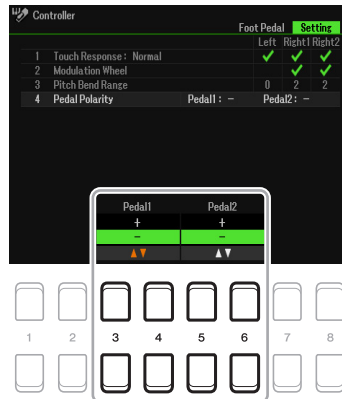 Controller
Foot Pedal Setting
Left Right1 Right2
1 Touch Response: Normal
2 Modulation Wheel
3 Pitch Bend Range 0 2 2
4 Pedal Polarity Pedal1: − Pedal2: −
Pedal1 Pedal2
+ +
− −
1 2 3 4 5 6 7 8